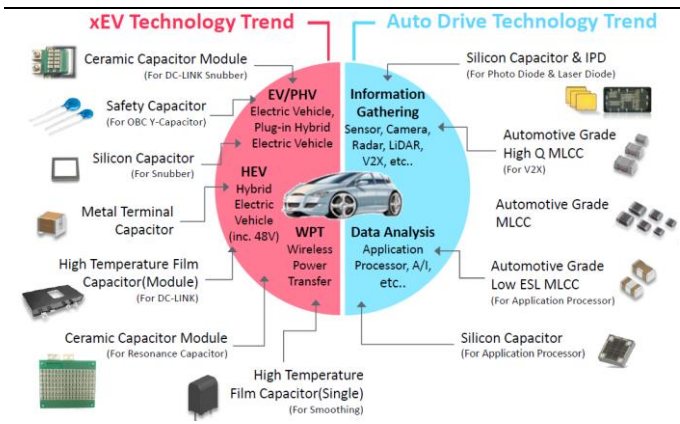 xEV Technology Trend
Auto Drive Technology Trend
Ceramic Capacitor Module
(For DC-LINK Snubber)
Safety Capacitor
(For OBC Y-Capacitor)
Silicon Capacitor
(For Snubber)
Metal Terminal
Capacitor
High Temperature Film
Capacitor(Module)
(For DC-LINK)
Ceramic Capacitor Module
(For Resonance Capacitor)
High Temperature
Film Capacitor(Single)
(For Smoothing)
EV/PHV
Electric Vehicle,
Plug-in Hybrid
Electric Vehicle
HEV
Hybrid
Electric
Vehicle
(inc. 48V)
WPT
Wireless
Power
Transfer
Information
Gathering
Sensor, Camera,
Radar, LiDAR,
V2X, etc..
Data Analysis
Application
Processor, A/I,
etc..
Silicon Capacitor & IPD
(For Photo Diode & Laser Diode)
Automotive Grade
High Q MLCC
(For V2X)
Automotive Grade
MLCC
Automotive Grade
Low ESL MLCC
(For Application Processor)
Silicon Capacitor
(For Application Processor)